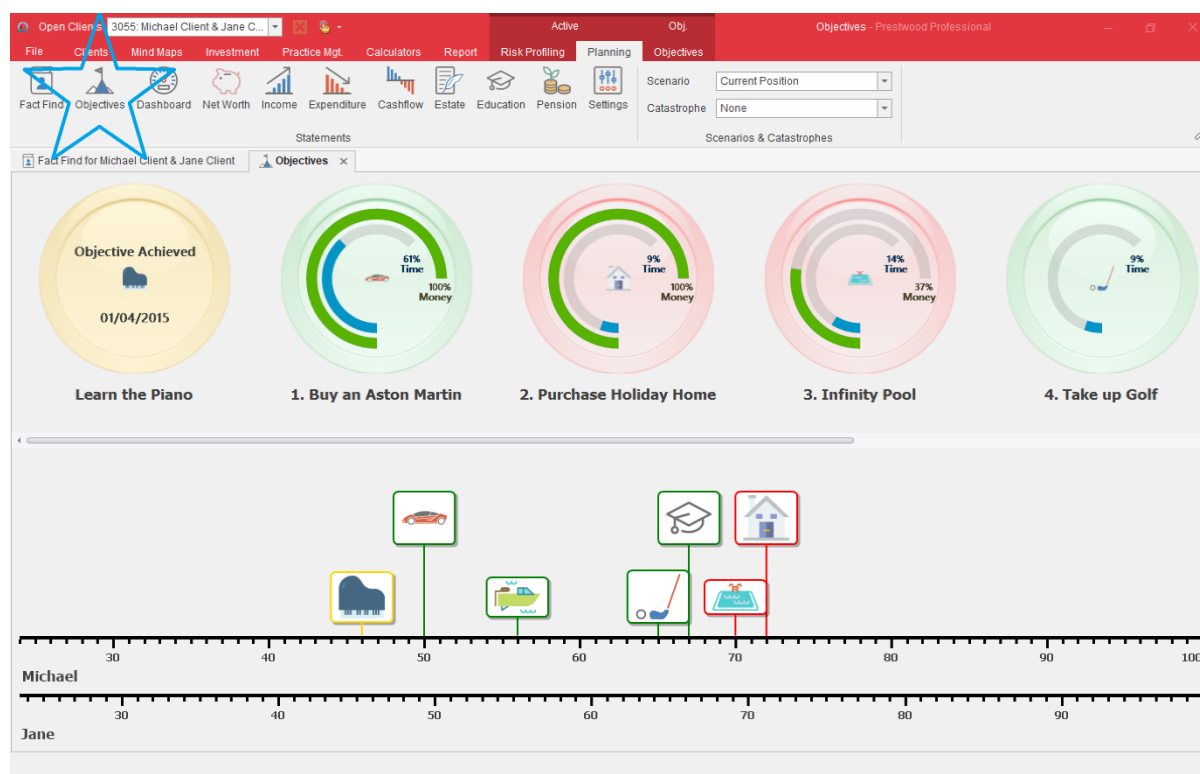 Open Clients 3055: Michael Client & Jane C... Active Obj. Objectives - Prestwood Professional
File Clients Mind Maps Investment Practice Mgt. Calculators Report Risk Profiling Planning Objectives
Fact Find Objectives Dashboard Net Worth Income Expenditure Cashflow Estate Education Pension Settings
Scenario Current Position
Catastrophe None
Statements Scenarios & Catastrophes
Fact Find for Michael Client & Jane Client Objectives
Objective Achieved
01/04/2015
Learn the Piano
61%
Time
100%
Money
1. Buy an Aston Martin
9%
Time
100%
Money
2. Purchase Holiday Home
14%
Time
37%
Money
3. Infinity Pool
9%
Time
4. Take up Golf
30 40 50 60 70 80 90 100
Michael
30 40 50 60 70 80 90
Jane